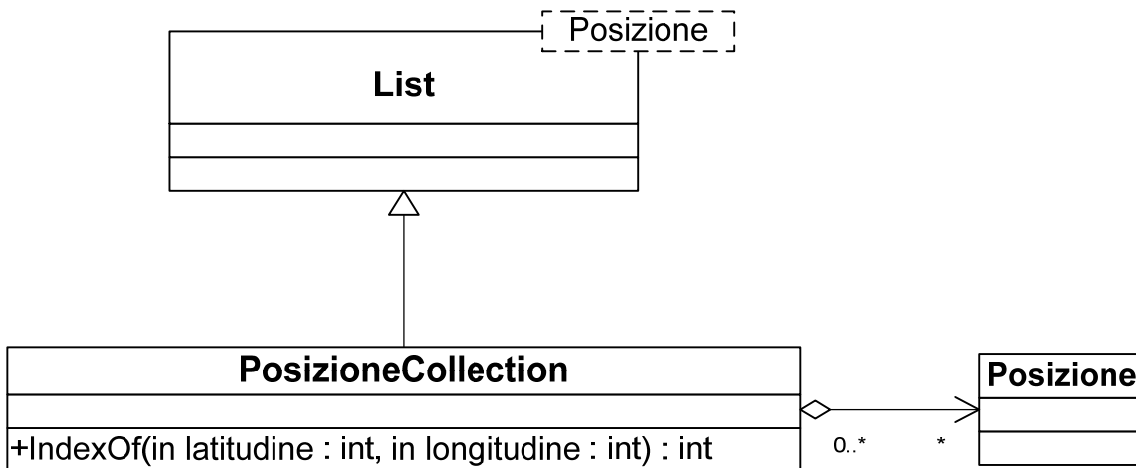 Posizione
List
PosizioneCollection
Posizione
+IndexOf(in latitudine : int, in longitudine : int) : int
0..*
*